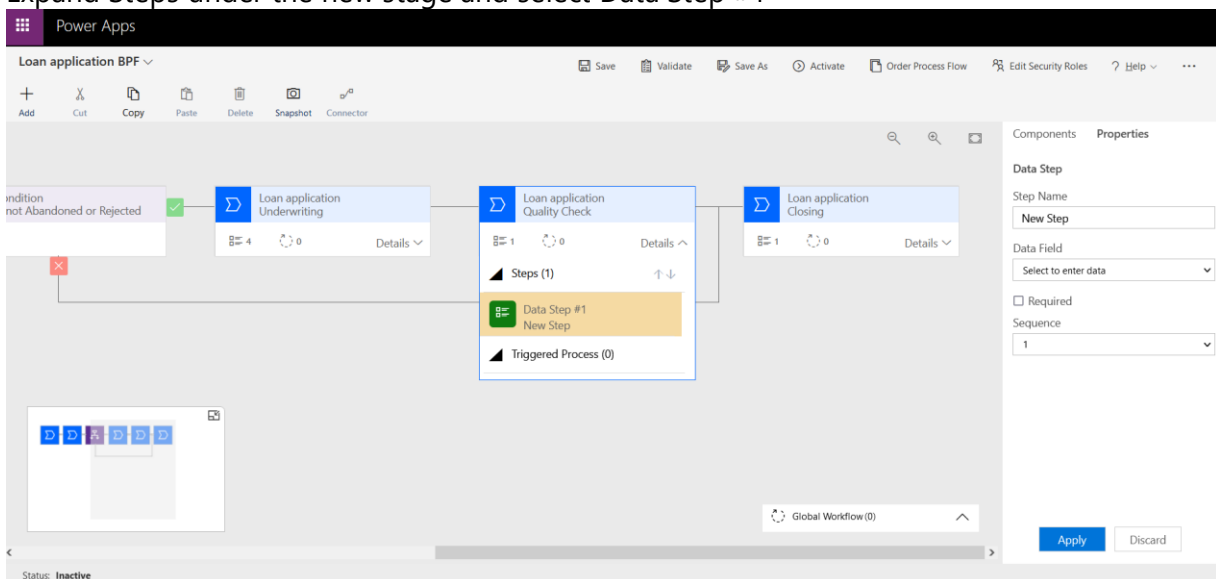 Expand Steps under the new stage and select Data Step #1
Power Apps
Loan application BPF
Save
Validate
Save As
Activate
Order Process Flow
Edit Security Roles
? Help
...
Add
Cut
Copy
Paste
Delete
Snapshot
Connector
Components
Properties
ndition
not Abandoned or Rejected
Loan application
Underwriting
4
0
Details
Loan application
Quality Check
1
0
Details
Steps (1)
Data Step #1
New Step
Triggered Process (0)
Loan application
Closing
1
0
Details
Data Step
Step Name
New Step
Data Field
Select to enter data
Required
Sequence
1
Global Workflow (0)
Apply
Discard
Status: Inactive